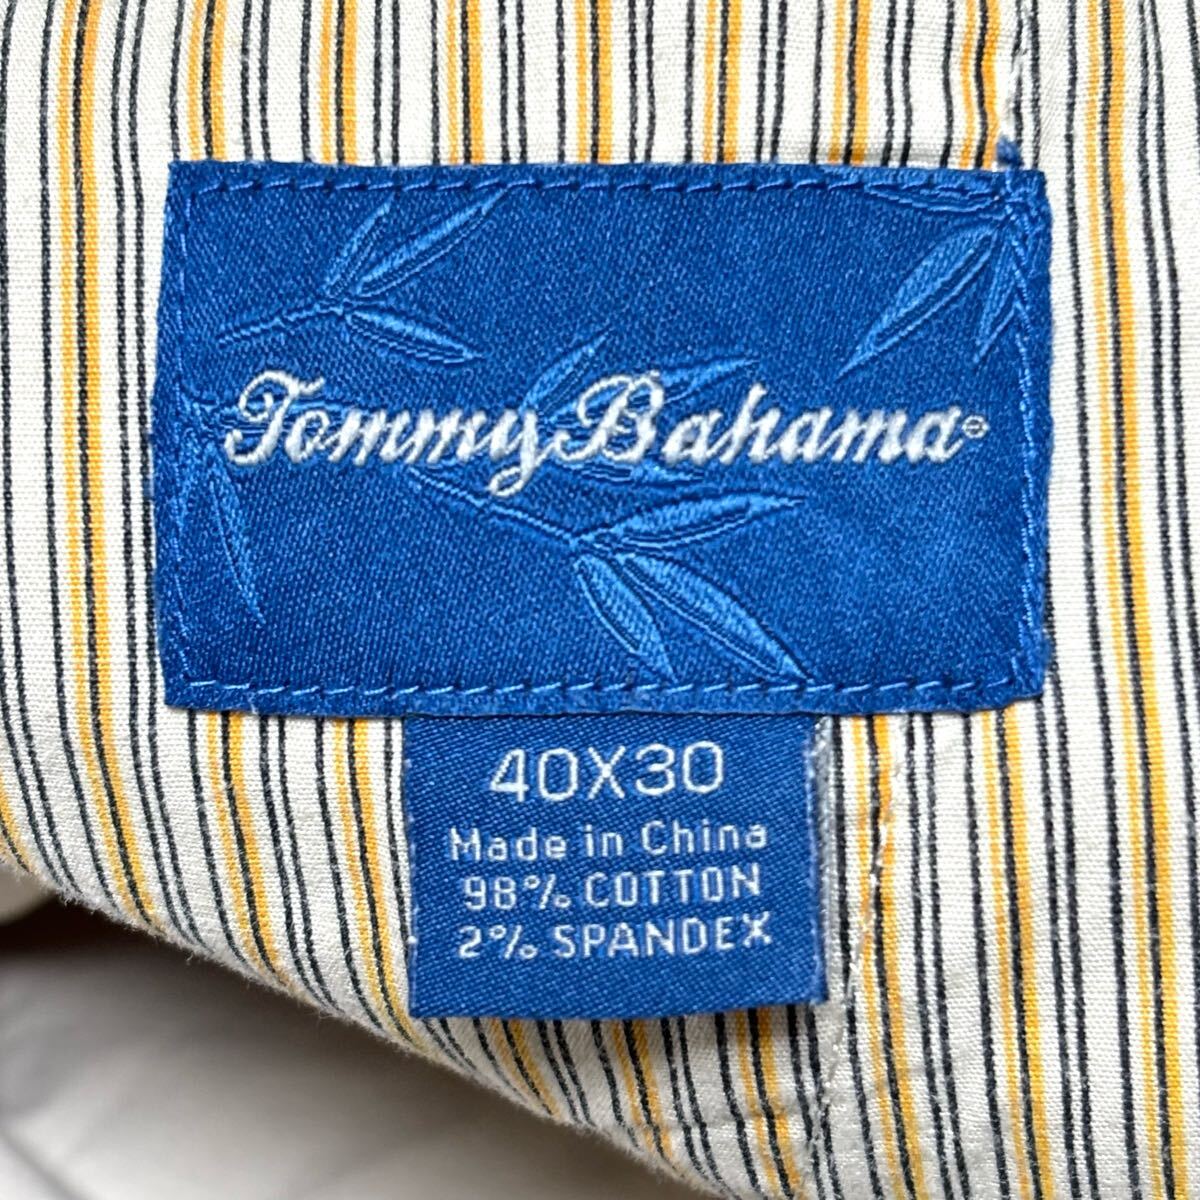 Tommy Bahama®
40X30
Made in China
98% COTTON
2% SPANDEX